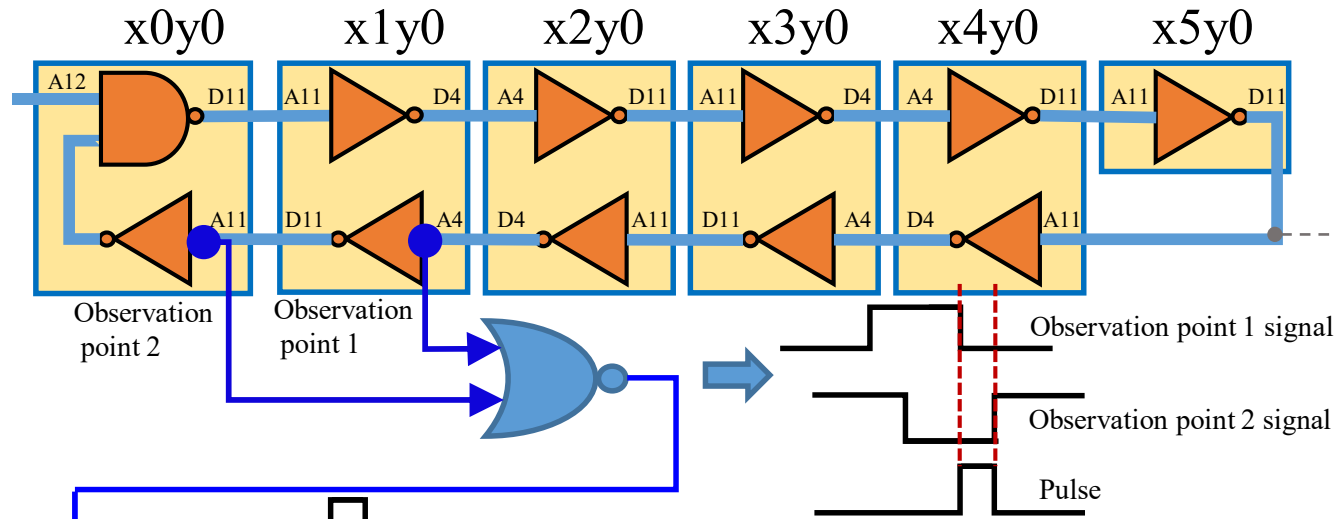 x0y0 x1y0 x2y0 x3y0 x4y0 x5y0
A12 D11 A11 D4 A4 D11 A11 D4 A4 D11 A11 D11
A11 D11 A4 D4 A11 D11 A4 D4 A11
Observation
point 2
Observation
point 1
Observation point 1 signal
Observation point 2 signal
Pulse